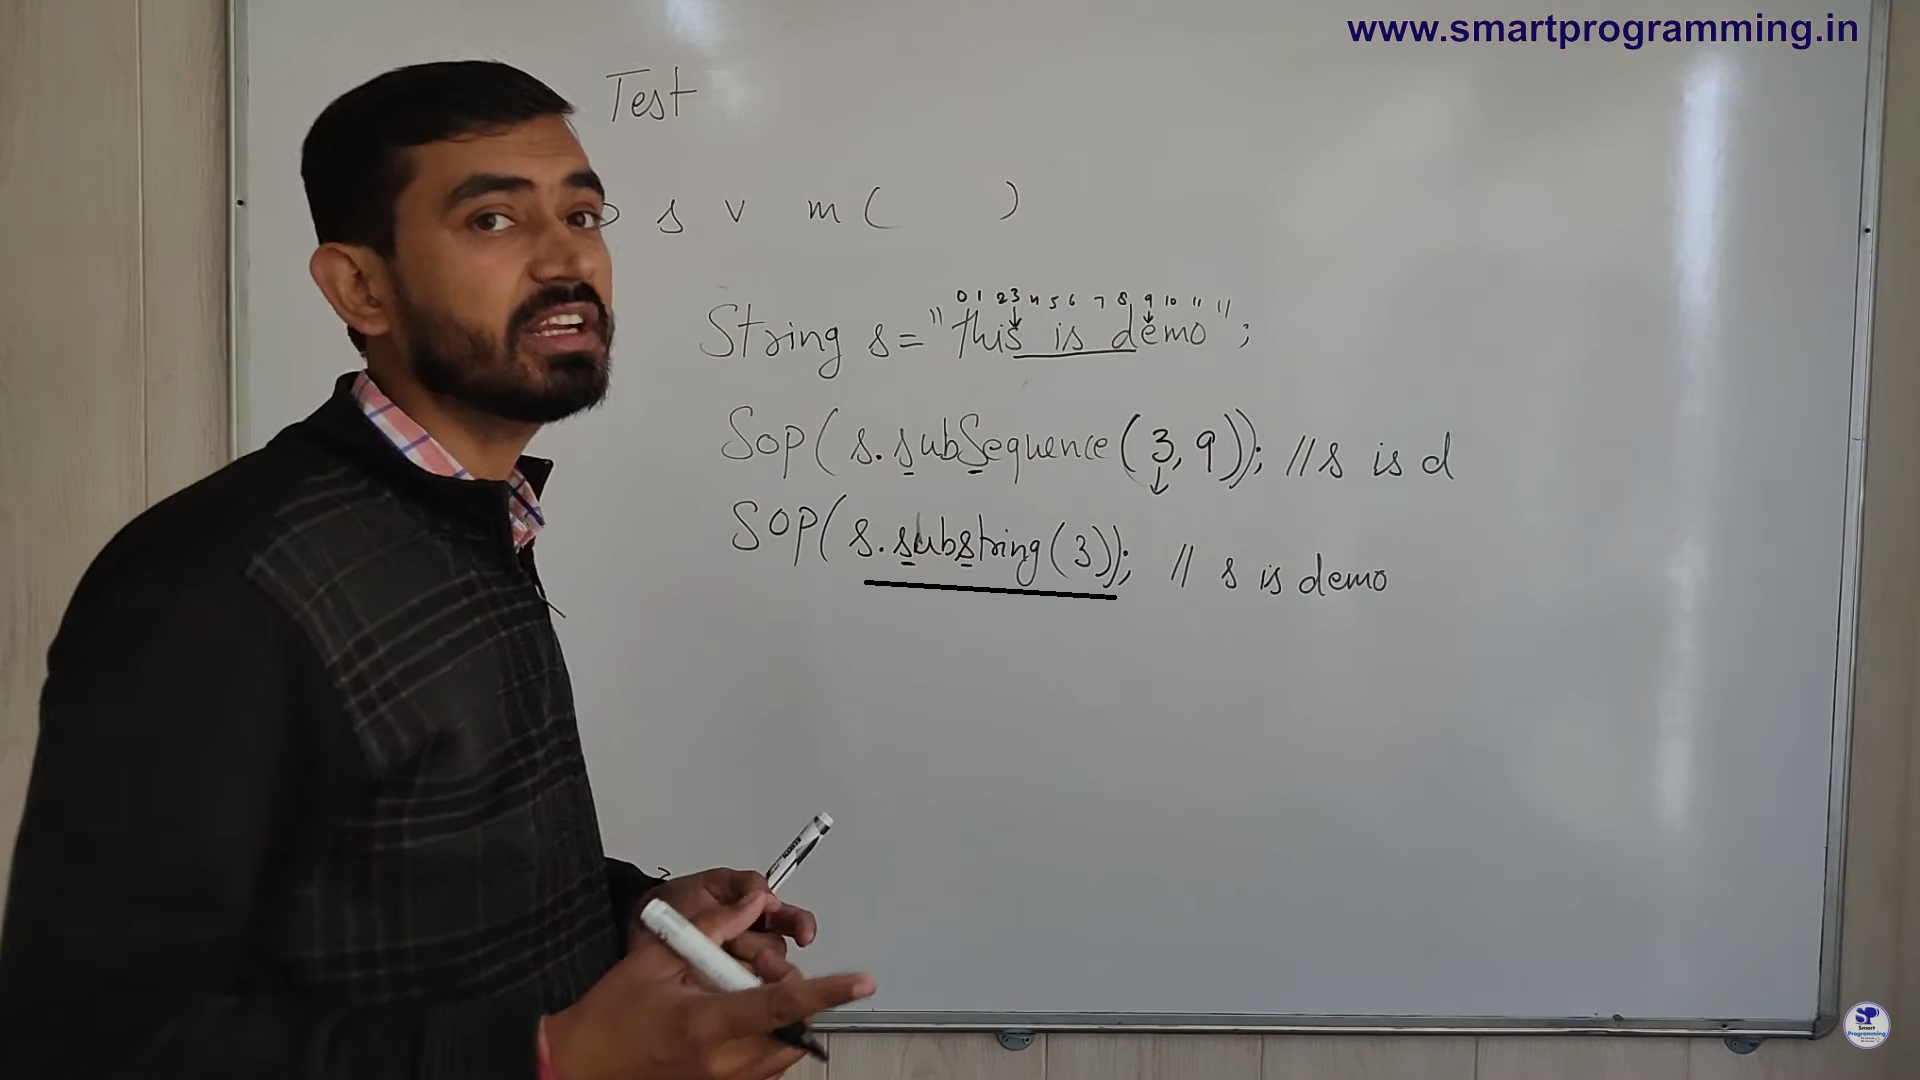 www.smartprogramming.in
Test
s v m ( )
0 1 2 3 4 5 6 7 8 9 10 11
String s = "this is demo";
Sop( s.subSequence(3,9)); //s is d
SOP( s.substring(3)); // s is demo
SP
Smart
Programming